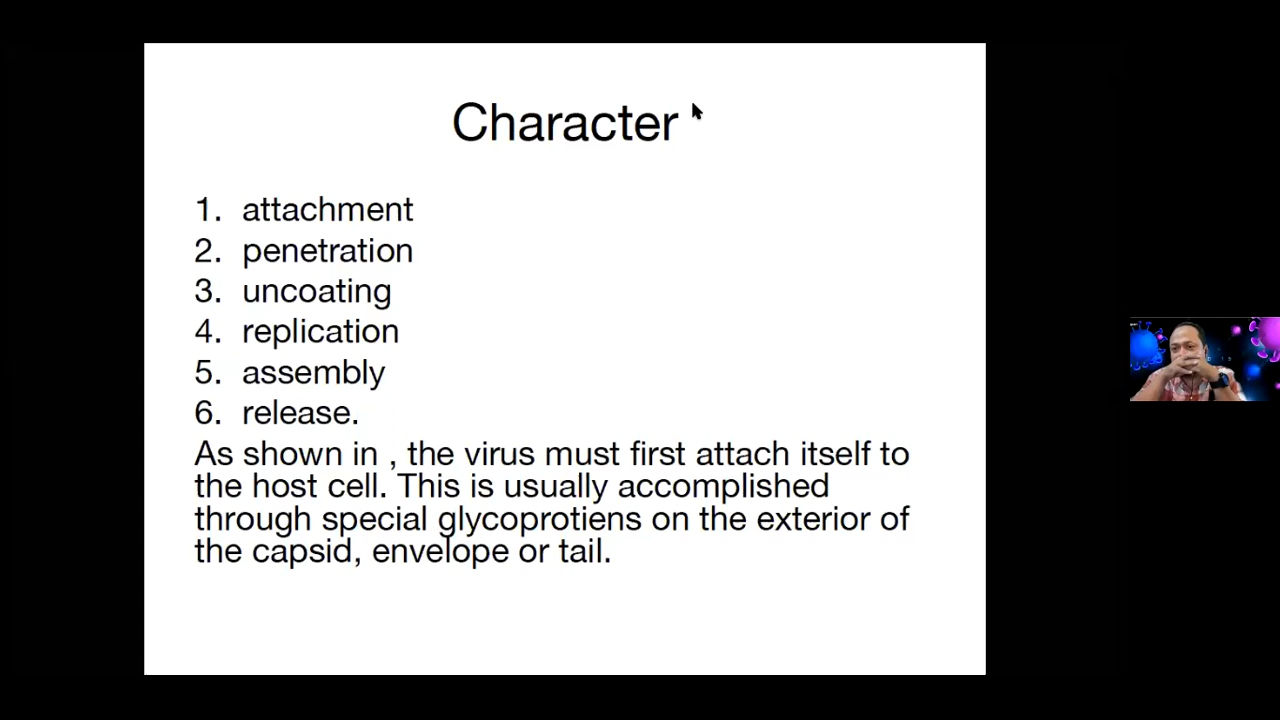 Character
1. attachment
2. penetration
3. uncoating
4. replication
5. assembly
6. release.
As shown in , the virus must first attach itself to
the host cell. This is usually accomplished
through special glycoprotiens on the exterior of
the capsid, envelope or tail.